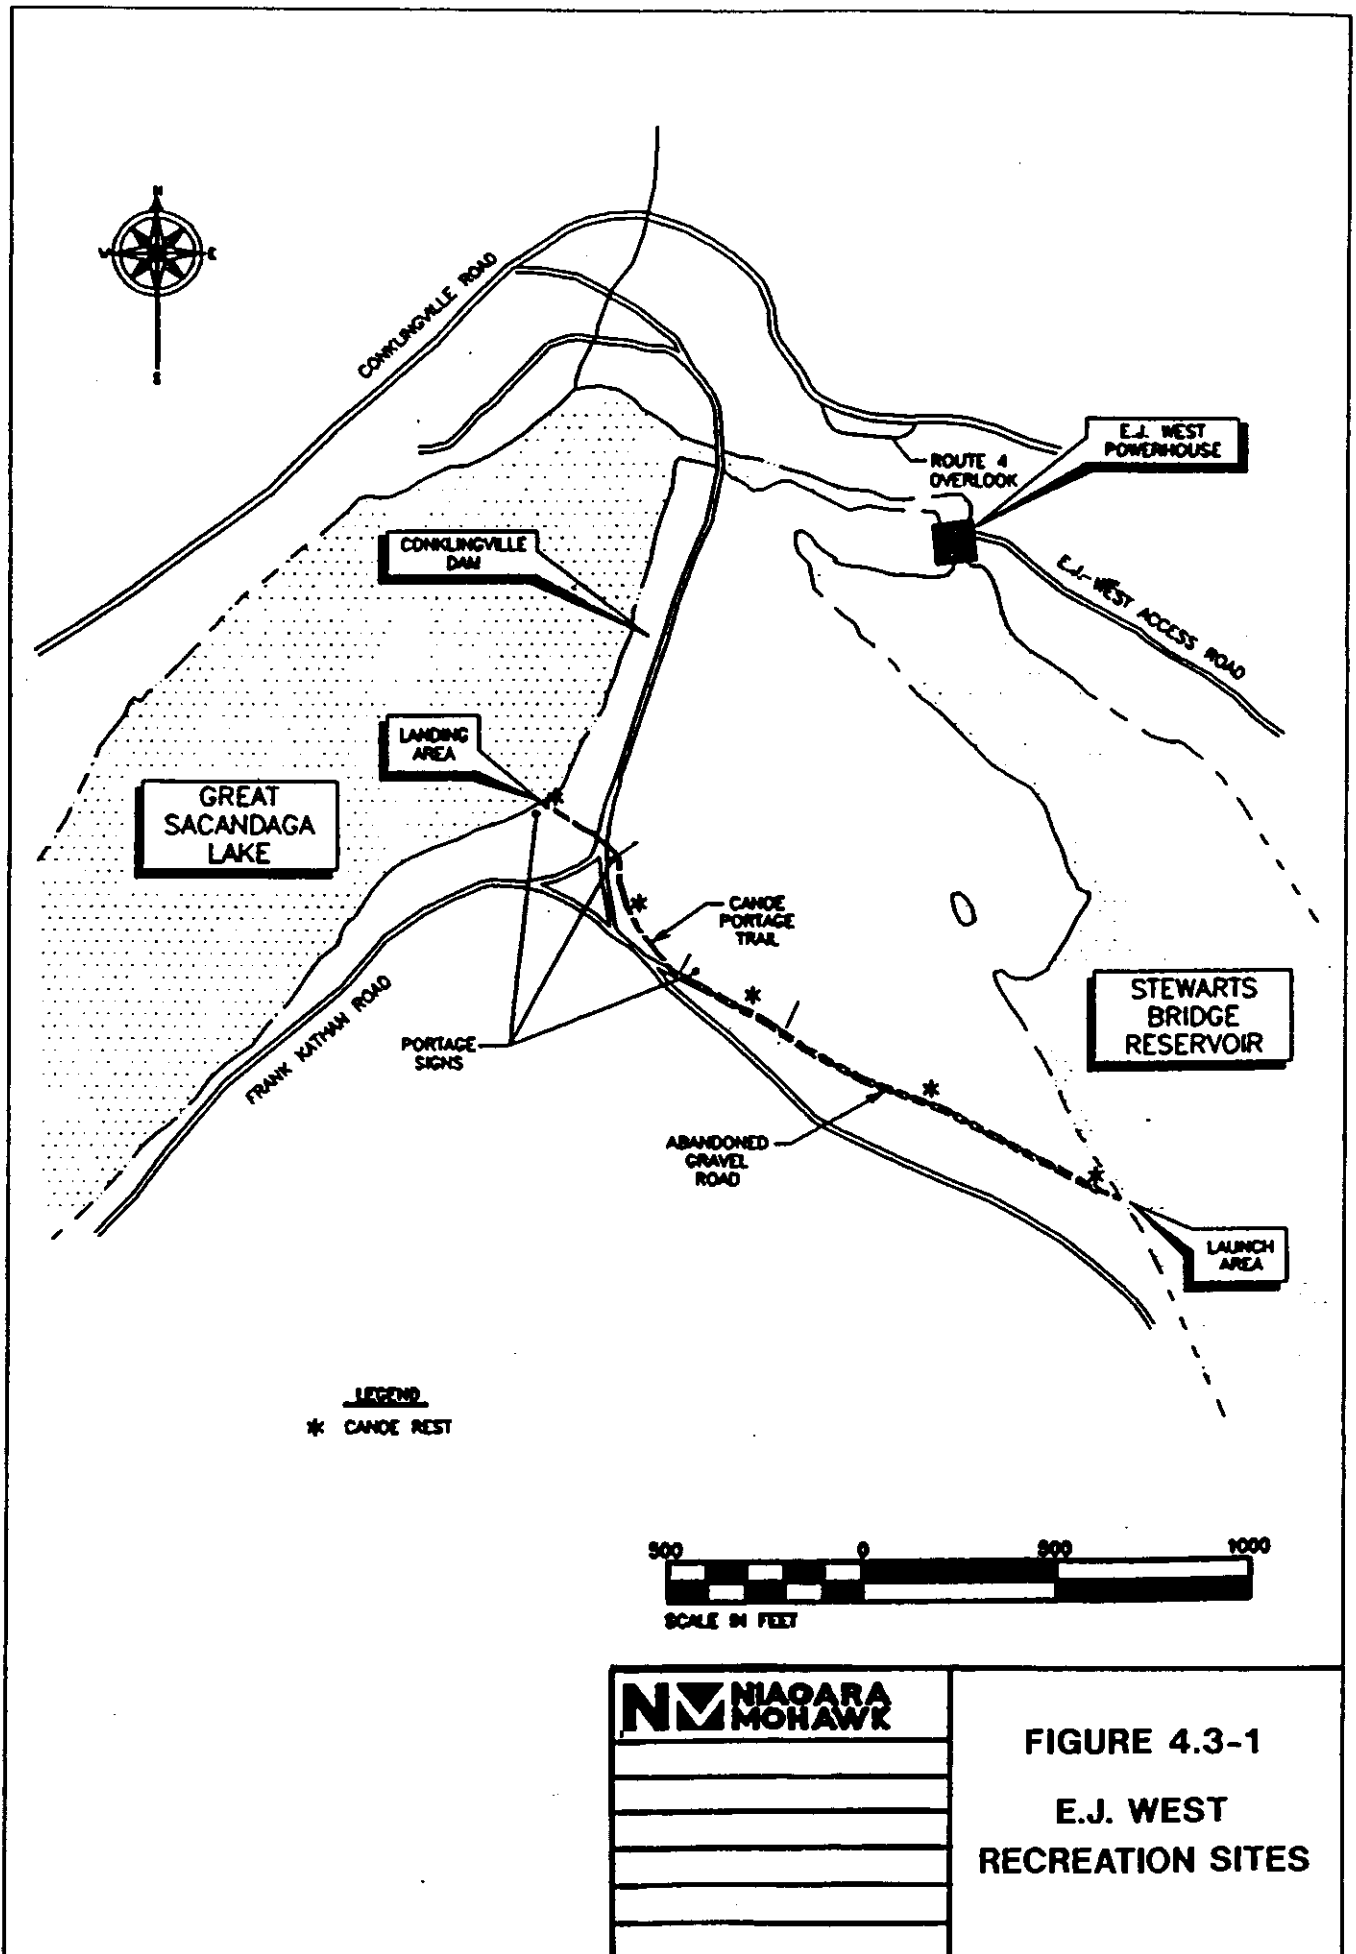 N
W
E
S
CONKLINGVILLE ROAD
E.J. WEST
POWERHOUSE
ROUTE 4
OVERLOOK
CONKLINGVILLE
DAM
E.J. WEST ACCESS ROAD
LANDING
AREA
GREAT
SACANDAGA
LAKE
CANOE
PORTAGE
TRAIL
STEWARTS
BRIDGE
RESERVOIR
FRANK KATHAN ROAD
PORTAGE
SIGNS
ABANDONED
GRAVEL
ROAD
LAUNCH
AREA
LEGEND
* CANOE REST
500 0 500 1000
SCALE IN FEET
NM NIAGARA
MOHAWK
FIGURE 4.3-1
E.J. WEST
RECREATION SITES